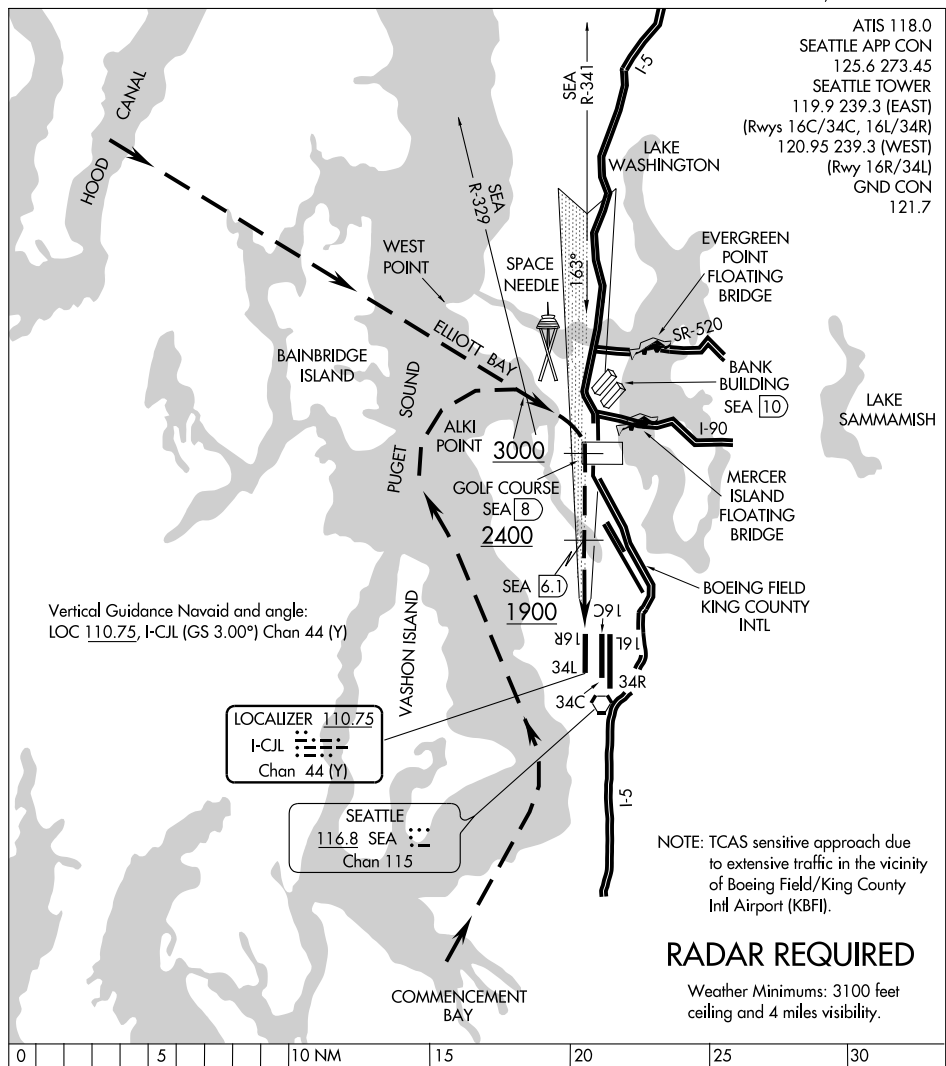 ATIS 118.0
SEATTLE APP CON
125.6 273.45
SEATTLE TOWER
119.9 239.3 (EAST)
(Rwys 16C/34C, 16L/34R)
120.95 239.3 (WEST)
(Rwy 16R/34L)
GND CON
121.7
HOOD
CANAL
SEA
R-341
I-5
LAKE
WASHINGTON
SEA
R-329
WEST
POINT
SPACE
NEEDLE
163°
EVERGREEN
POINT
FLOATING
BRIDGE
SR-520
ELLIOTT BAY
BAINBRIDGE
ISLAND
BANK
BUILDING
SEA 10
LAKE
SAMMAMISH
PUGET
SOUND
ALKI
POINT
3000
I-90
GOLF COURSE
SEA 8
2400
MERCER
ISLAND
FLOATING
BRIDGE
SEA 6.1
1900
BOEING FIELD
KING COUNTY
INTL
Vertical Guidance Navaid and angle:
LOC 110.75, I-CJL (GS 3.00°) Chan 44 (Y)
VASHON ISLAND
16R
16C
16L
34L
34R
34C
LOCALIZER 110.75
I-CJL
Chan 44 (Y)
SEATTLE
116.8 SEA
Chan 115
I-5
NOTE: TCAS sensitive approach due
to extensive traffic in the vicinity
of Boeing Field/King County
Intl Airport (KBFI).
RADAR REQUIRED
Weather Minimums: 3100 feet
ceiling and 4 miles visibility.
COMMENCEMENT
BAY
0 5 10 NM 15 20 25 30